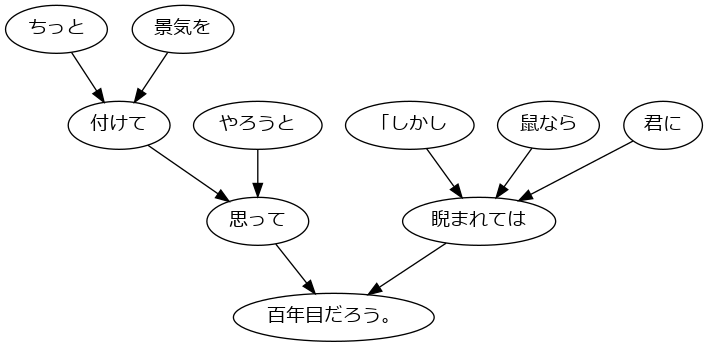 ちっと 景気を
付けて やろうと 「しかし 鼠なら 君に
思って 睨まれては
百年目だろう。